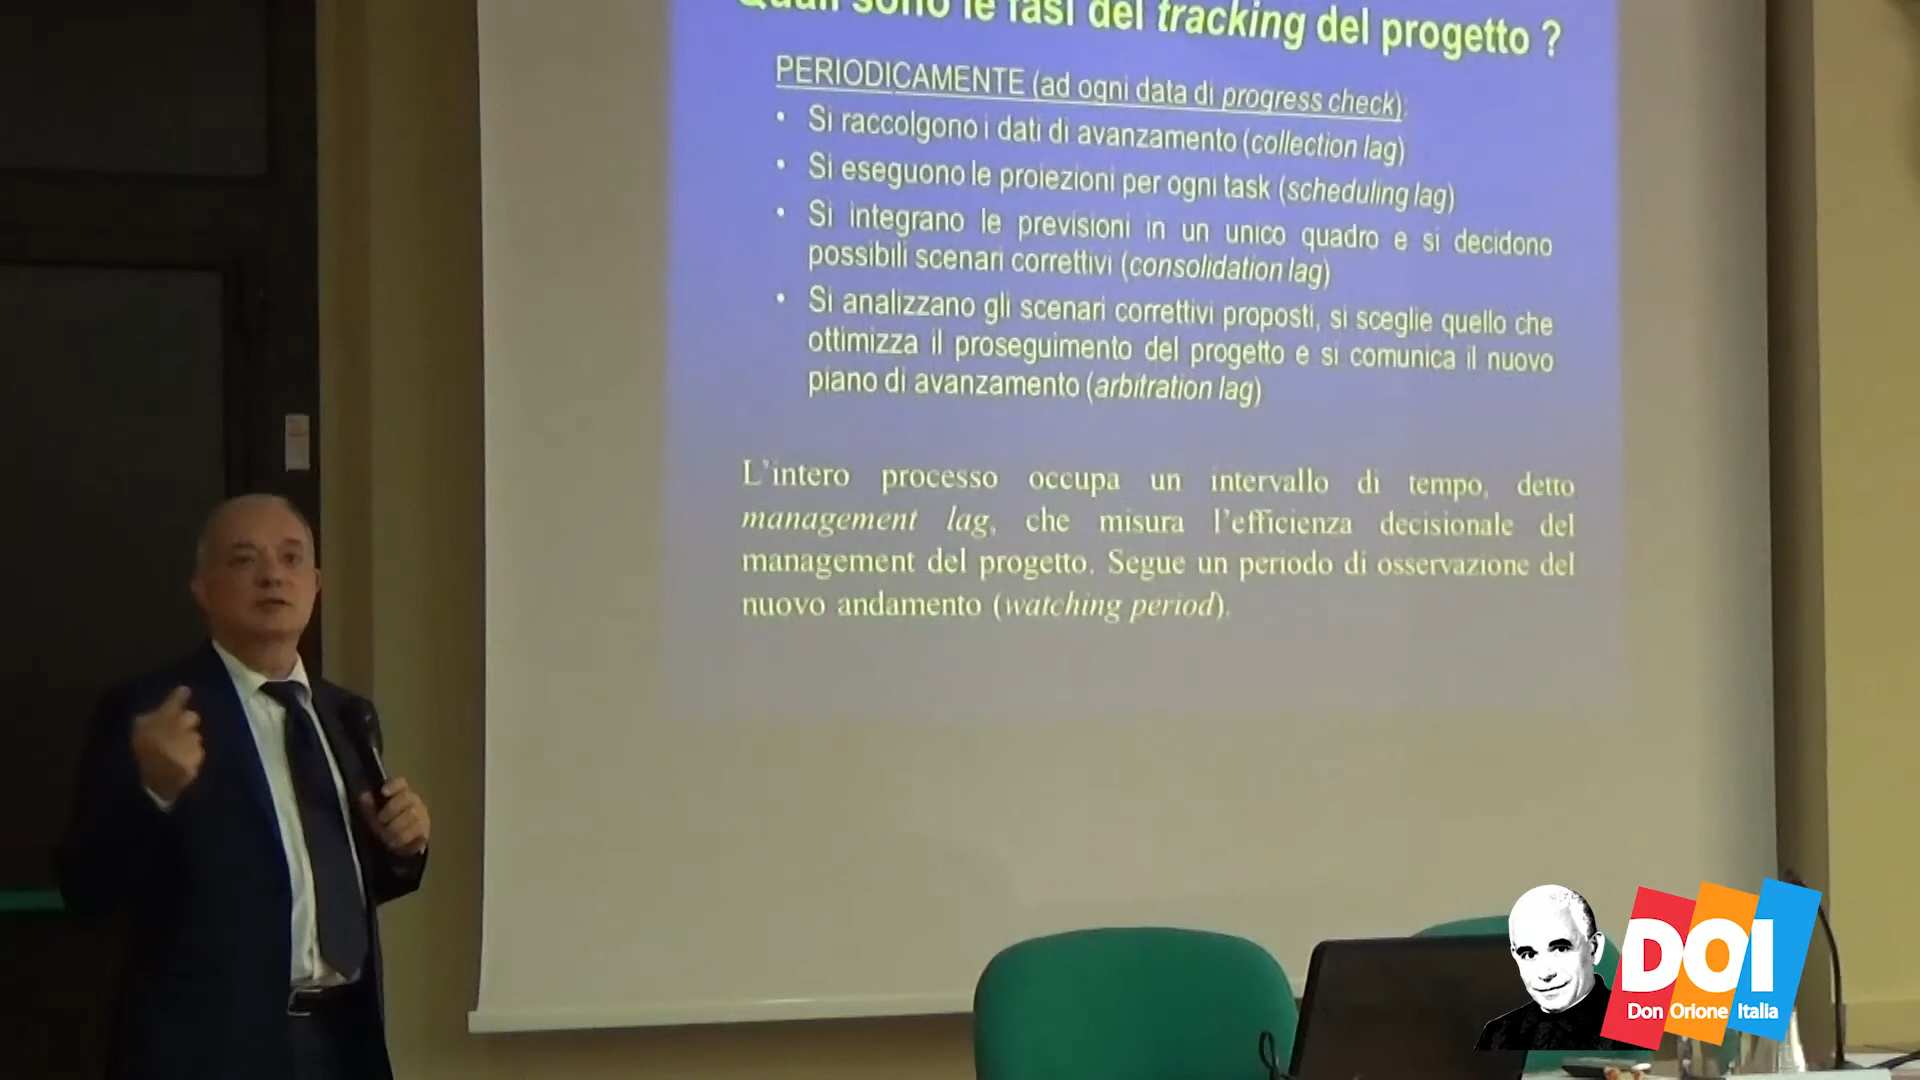 Quali sono le fasi del tracking del progetto ?
PERIODICAMENTE (ad ogni data di progress check):
• Si raccolgono i dati di avanzamento (collection lag)
• Si eseguono le proiezioni per ogni task (scheduling lag)
• Si integrano le previsioni in un unico quadro e si decidono
possibili scenari correttivi (consolidation lag)
• Si analizzano gli scenari correttivi proposti, si sceglie quello che
ottimizza il proseguimento del progetto e si comunica il nuovo
piano di avanzamento (arbitration lag)
L'intero processo occupa un intervallo di tempo, detto
management lag, che misura l'efficienza decisionale del
management del progetto. Segue un periodo di osservazione del
nuovo andamento (watching period).
DOI
Don Orione Italia